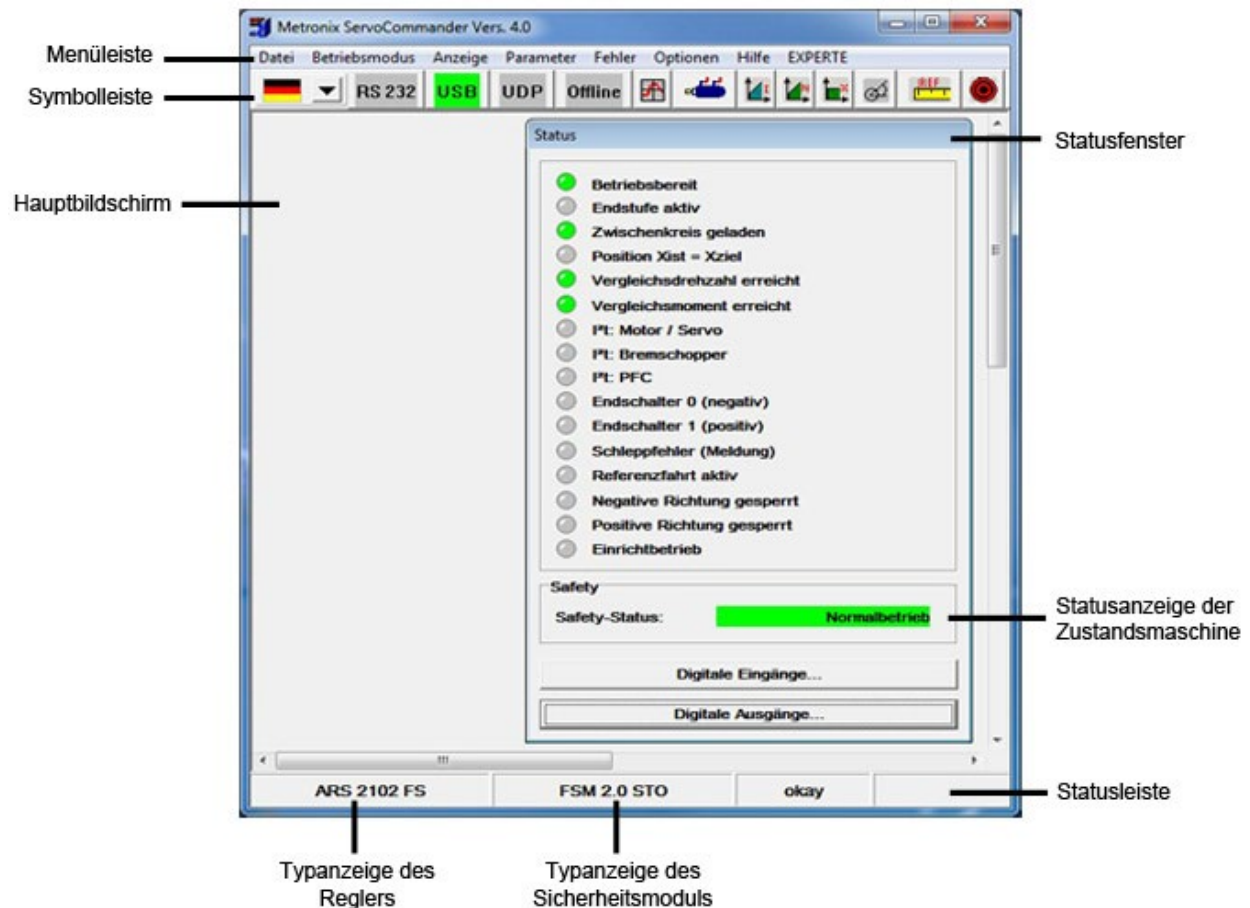 Metronix ServoCommander Vers. 4.0
Menüleiste
Datei Betriebsmodus Anzeige Parameter Fehler Optionen Hilfe EXPERTE
Symbolleiste
RS 232 USB UDP Offline REF
Status
Statusfenster
Hauptbildschirm
Betriebsbereit
Endstufe aktiv
Zwischenkreis geladen
Position Xist = Xziel
Vergleichsdrehzahl erreicht
Vergleichsmoment erreicht
I²t: Motor / Servo
I²t: Bremschopper
I²t: PFC
Endschalter 0 (negativ)
Endschalter 1 (positiv)
Schleppfehler (Meldung)
Referenzfahrt aktiv
Negative Richtung gesperrt
Positive Richtung gesperrt
Einrichtbetrieb
Safety
Safety-Status: Normalbetrieb
Statusanzeige der
Zustandsmaschine
Digitale Eingänge...
Digitale Ausgänge...
ARS 2102 FS FSM 2.0 STO okay
Statusleiste
Typanzeige des
Reglers
Typanzeige des
Sicherheitsmoduls